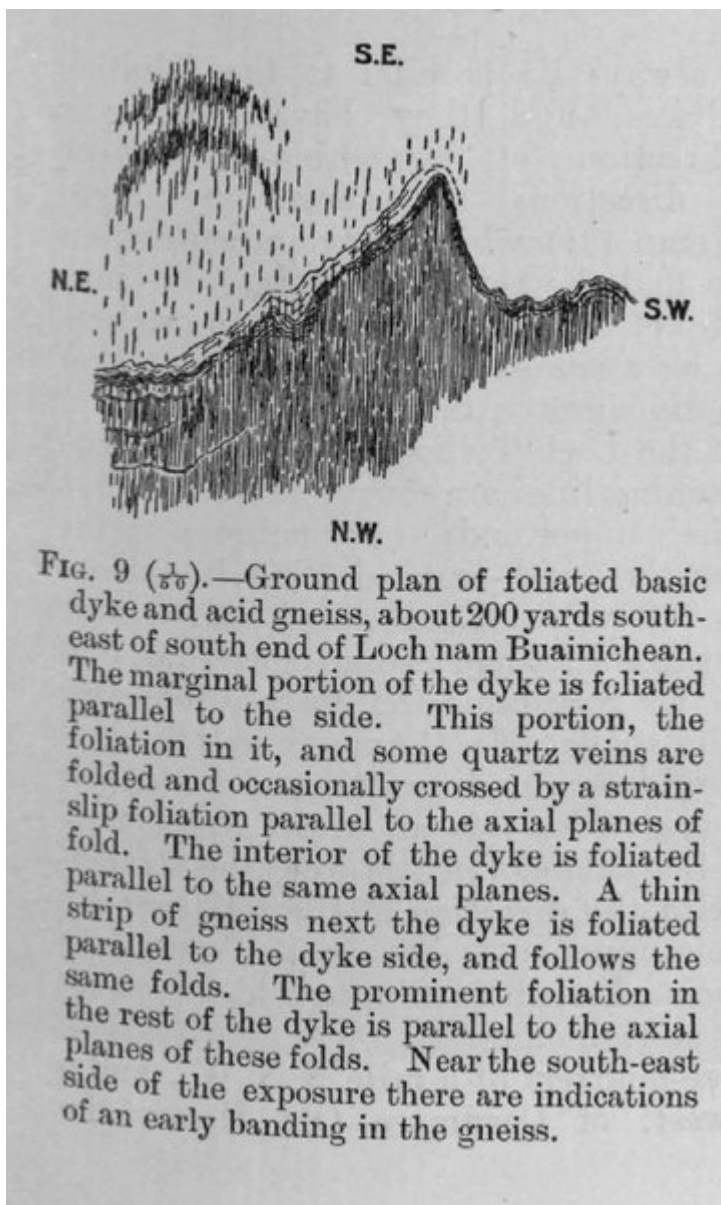 S.E.
N.E.
S.W.
N.W.
FIG. 9 (1/50).—Ground plan of foliated basic
dyke and acid gneiss, about 200 yards south-
east of south end of Loch nam Buainichean.
The marginal portion of the dyke is foliated
parallel to the side. This portion, the
foliation in it, and some quartz veins are
folded and occasionally crossed by a strain-
slip foliation parallel to the axial planes of
fold. The interior of the dyke is foliated
parallel to the same axial planes. A thin
strip of gneiss next the dyke is foliated
parallel to the dyke side, and follows the
same folds. The prominent foliation in
the rest of the dyke is parallel to the axial
planes of these folds. Near the south-east
side of the exposure there are indications
of an early banding in the gneiss.